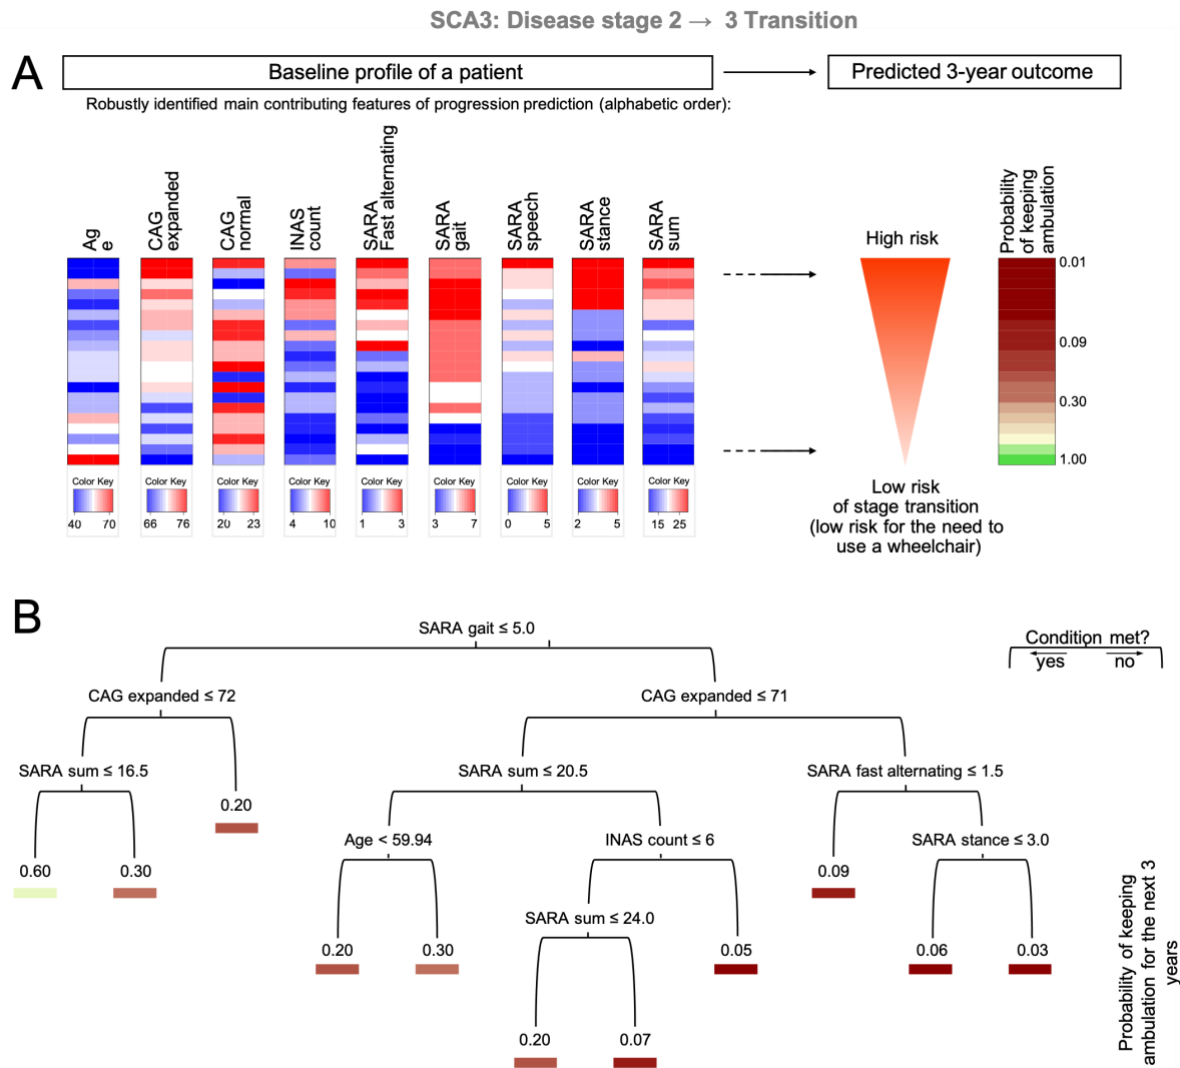 SCA3: Disease stage 2 → 3 Transition
A
Baseline profile of a patient
Predicted 3-year outcome
Robustly identified main contributing features of progression prediction (alphabetic order):
Ag
e
CAG
expanded
CAG
normal
INAS
count
SARA
Fast alternating
SARA
gait
SARA
speech
SARA
stance
SARA
sum
High risk
Probability
of keeping
ambulation
0.01
0.09
0.30
1.00
Low risk
of stage transition
(low risk for the need to
use a wheelchair)
Color Key
40 70
Color Key
66 76
Color Key
20 23
Color Key
4 10
Color Key
1 3
Color Key
3 7
Color Key
0 5
Color Key
2 5
Color Key
15 25
B
SARA gait ≤ 5.0
Condition met?
yes no
CAG expanded ≤ 72
CAG expanded ≤ 71
SARA sum ≤ 16.5
SARA sum ≤ 20.5
SARA fast alternating ≤ 1.5
0.20
Age < 59.94
INAS count ≤ 6
SARA stance ≤ 3.0
0.60
0.30
0.09
SARA sum ≤ 24.0
0.20
0.30
0.05
0.06
0.03
0.20
0.07
Probability of keeping
ambulation for the next 3
years